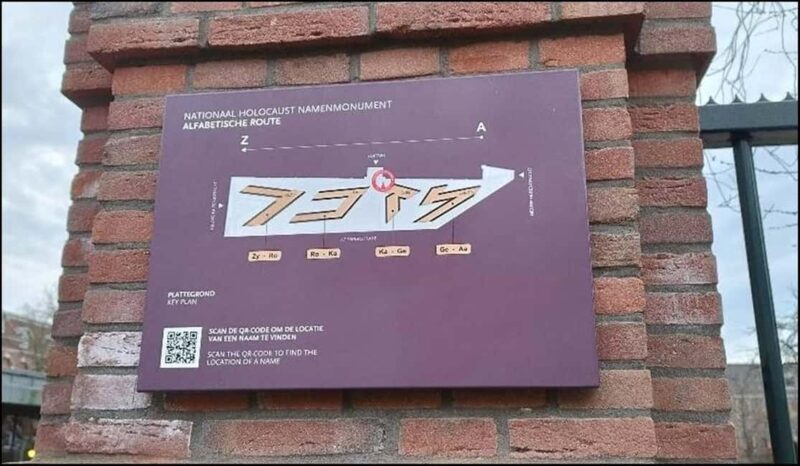 NATIONAAL HOLOCAUST NAMENMONUMENT
ALFABETISCHE ROUTE
Z A
Zy - Ro Ro - Ka Ka - Ge Ge - Aa
PLATTEGROND
KEY PLAN
SCAN DE QR-CODE OM DE LOCATIE
VAN EEN NAAM TE VINDEN
SCAN THE QR-CODE TO FIND THE
LOCATION OF A NAME